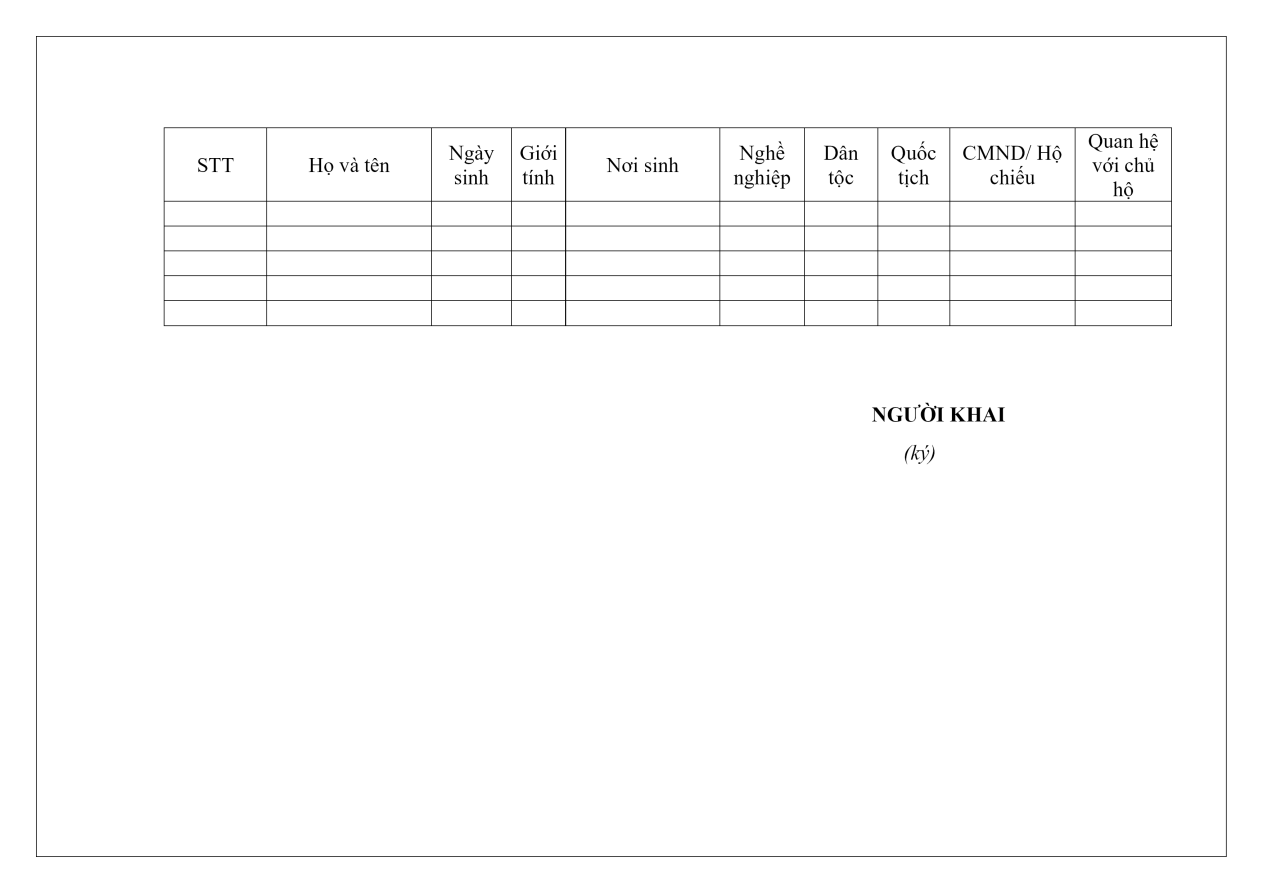 STT
Họ và tên
Ngày
sinh
Giới
tính
Nơi sinh
Nghề
nghiệp
Dân
tộc
Quốc
tịch
CMND/ Hộ
chiếu
Quan hệ
với chủ
hộ
NGƯỜI KHAI
(ký)